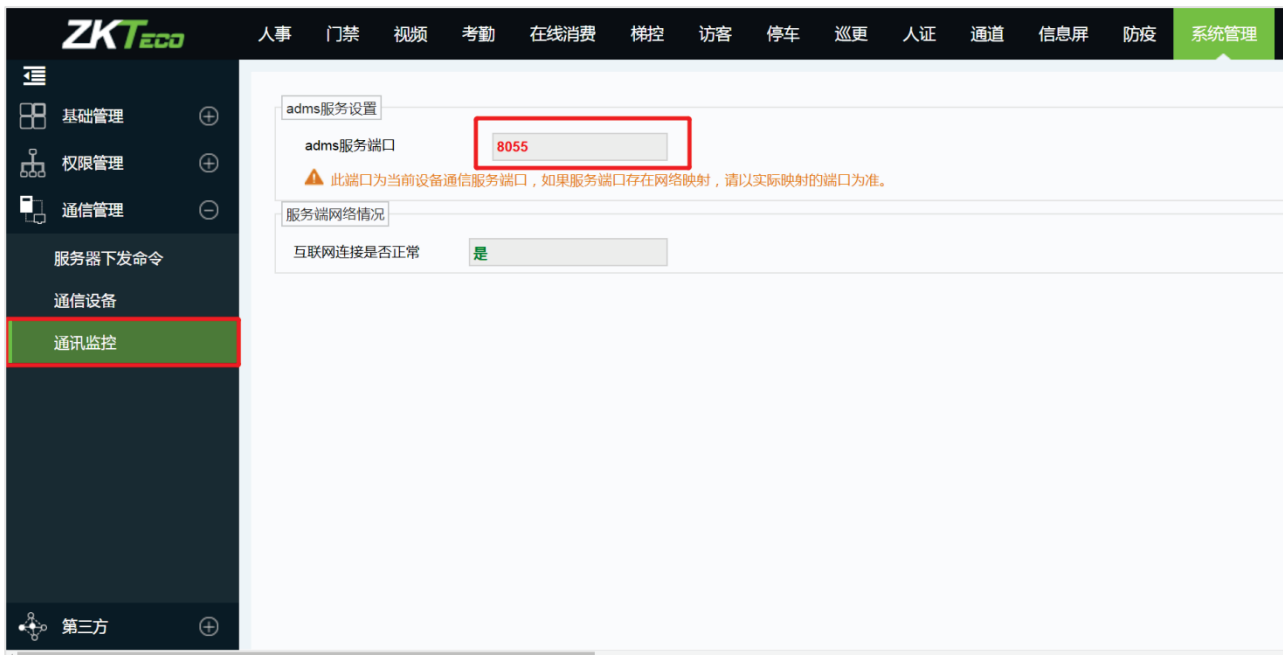 ZKTECO
人事 门禁 视频 考勤 在线消费 梯控 访客 停车 巡更 人证 通道 信息屏 防疫 系统管理
基础管理
权限管理
通信管理
服务器下发命令
通信设备
通讯监控
第三方
adms服务设置
adms服务端口 8055
此端口为当前设备通信服务端口，如果服务端口存在网络映射，请以实际映射的端口为准。
服务端网络情况
互联网连接是否正常 是